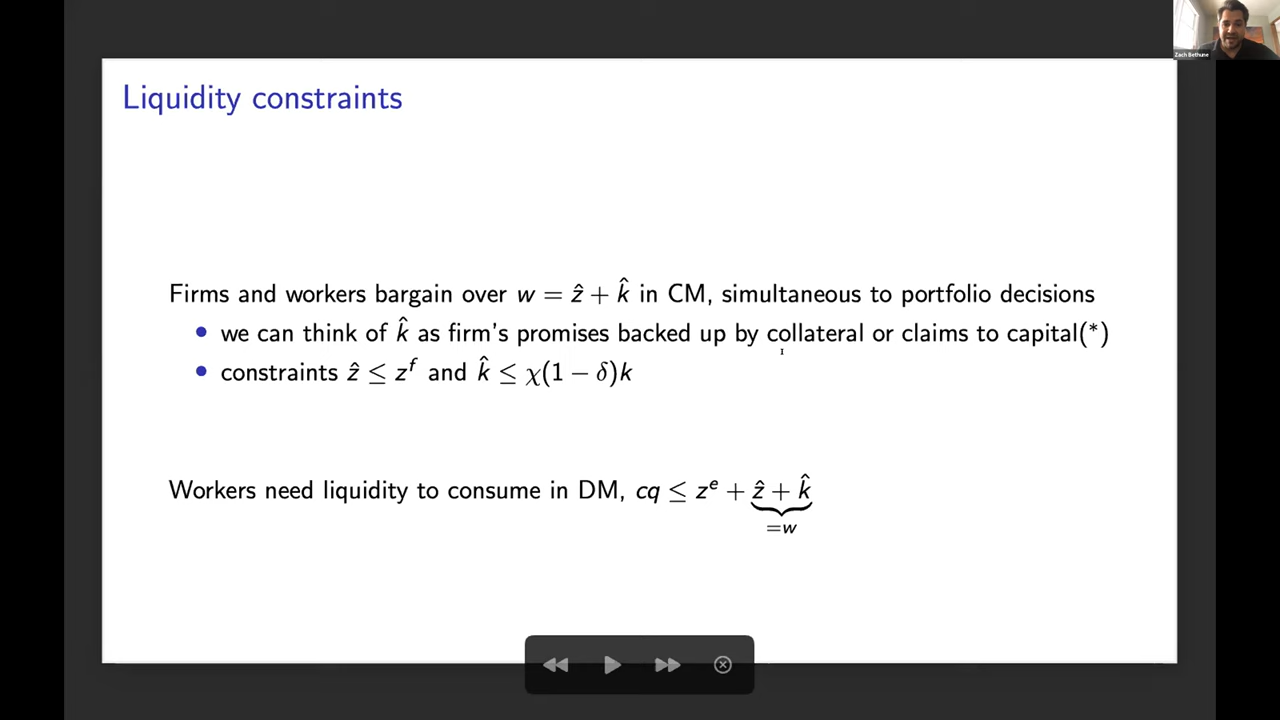 Zach Bethune
Liquidity constraints
Firms and workers bargain over w = ẑ + k̂ in CM, simultaneous to portfolio decisions
• we can think of k̂ as firm's promises backed up by collateral or claims to capital(*)
• constraints ẑ ≤ z^f and k̂ ≤ χ(1 − δ)k
Workers need liquidity to consume in DM, cq ≤ z^e + ẑ + k̂
=w